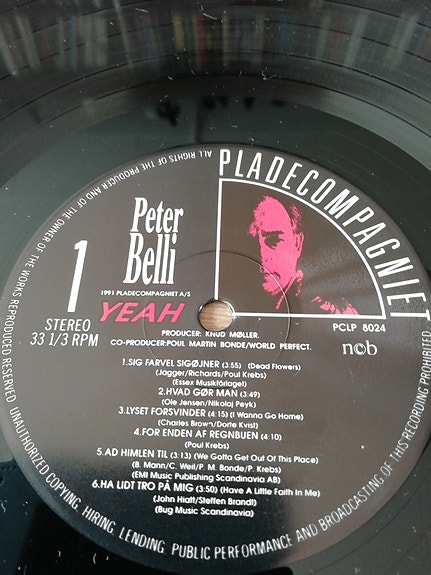 PLADECOMPAGNIET
Peter
Belli
1
1991 PLADECOMPAGNIET A/S
YEAH
STEREO
33 1/3 RPM
PCLP 8024
PRODUCER: KNUD MØLLER.
CO-PRODUCER:POUL MARTIN BONDE/WORLD PERFECT.
n©b
1.SIG FARVEL SIGØJNER (3:55) (Dead Flowers)
(Jagger/Richards/Poul Krebs)
(Essex Musikförlaget)
2.HVAD GØR MAN (3:49)
(Ole Jensen/Nikolaj Peyk)
3.LYSET FORSVINDER (4:15) (I Wanna Go Home)
(Charles Brown/Dorte Kvist)
4.FOR ENDEN AF REGNBUEN (4:10)
(Poul Krebs)
5.AD HIMLEN TIL (3:13) (We Gotta Get Out Of This Place)
(B. Mann/C. Weil/P. M. Bonde/P. Krebs)
(EMI Music Publishing Scandinavia AB)
6.HA LIDT TRO PÅ MIG (3:50) (Have A Little Faith In Me)
(John Hiatt/Steffen Brandt)
(Bug Music Scandinavia)
ALL RIGHTS OF THE PRODUCER AND OF THE OWNER OF THE WORKS REPRODUCED RESERVED. UNAUTHORIZED COPYING, HIRING, LENDING, PUBLIC PERFORMANCE AND BROADCASTING OF THIS RECORD PROHIBITED